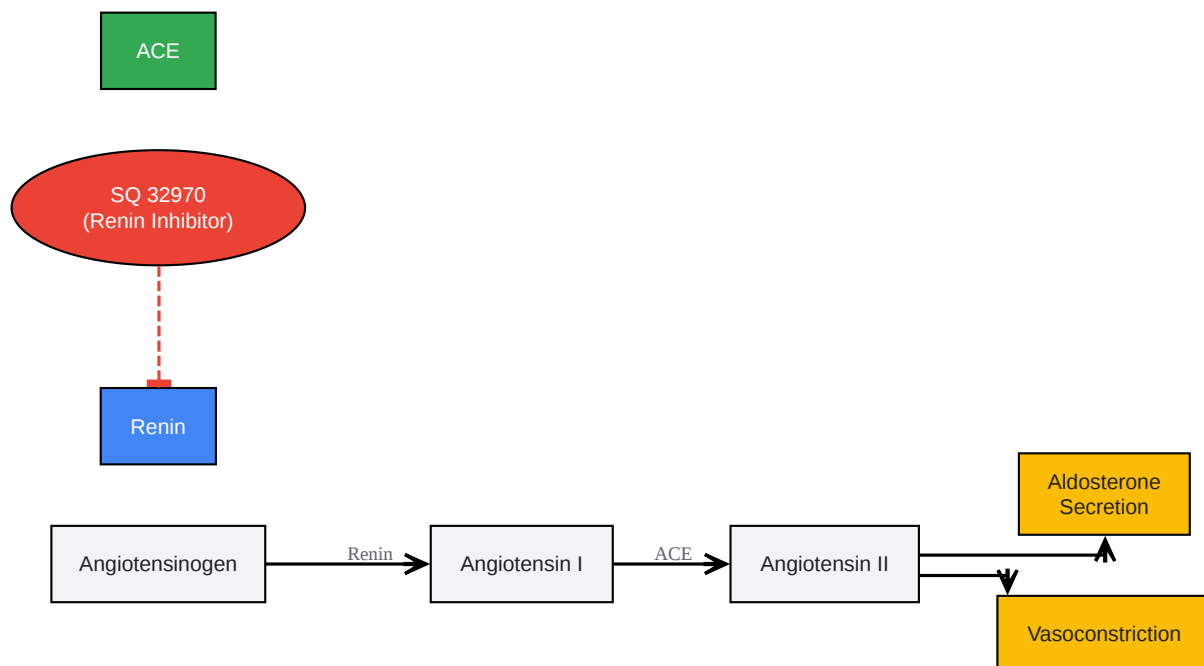 ACE
SQ 32970
(Renin Inhibitor)
Renin
Aldosterone
Secretion
Angiotensinogen
Renin
Angiotensin I
ACE
Angiotensin II
Vasoconstriction